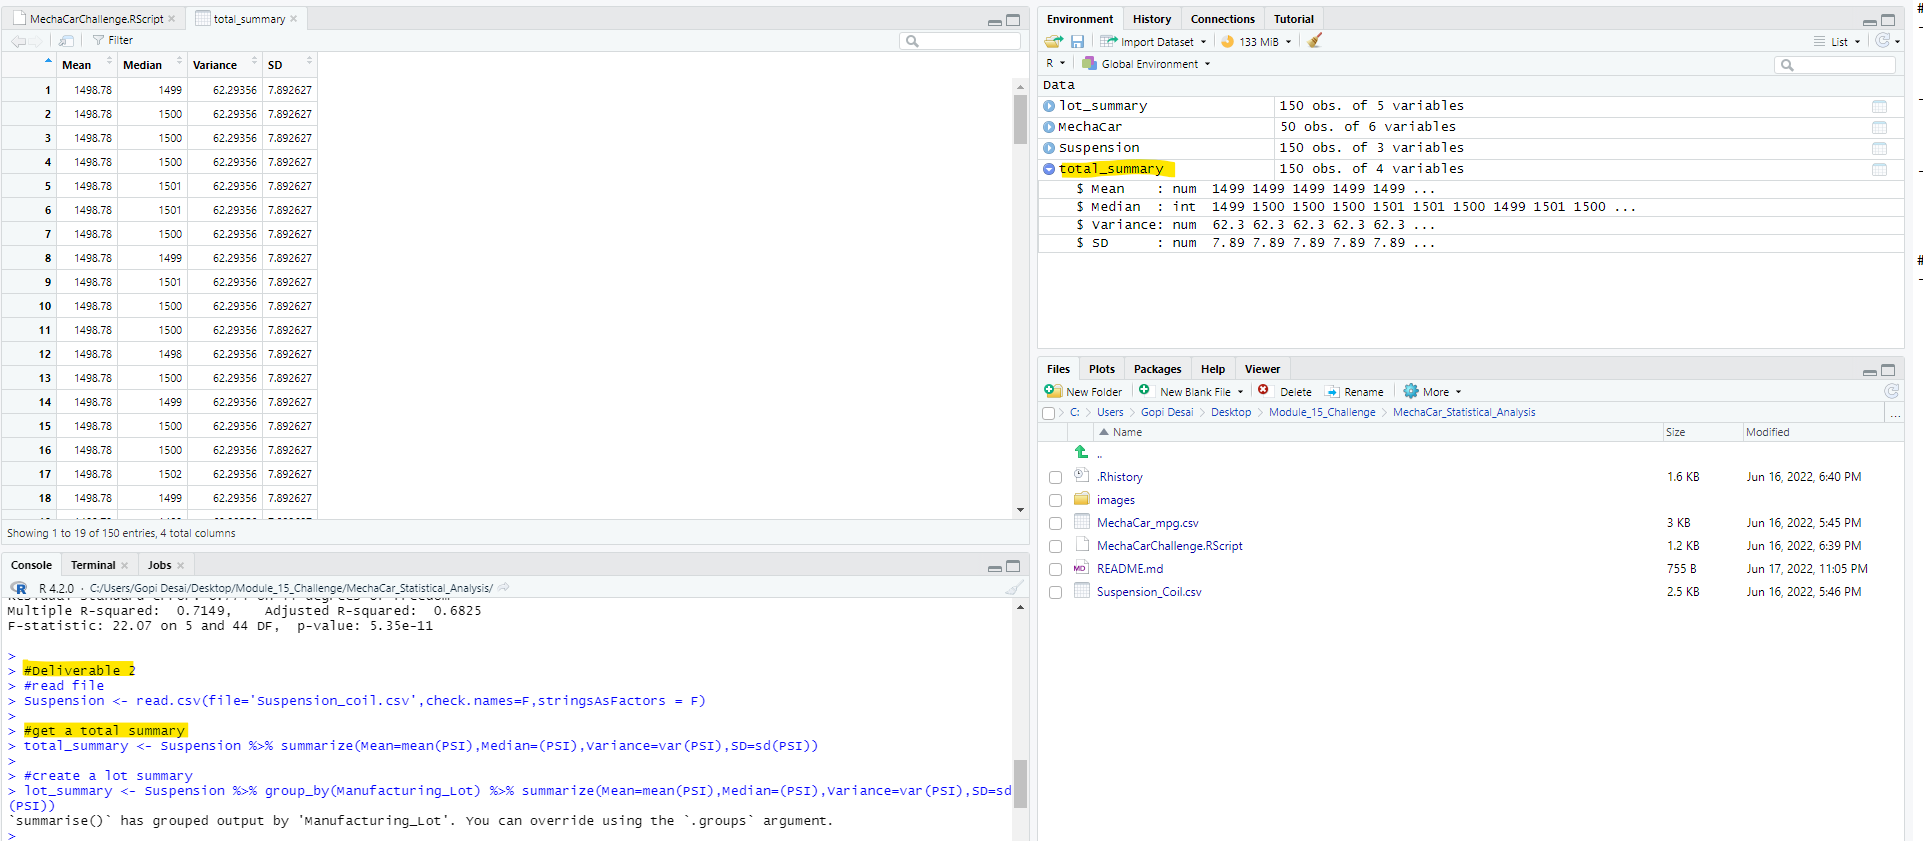 MechaCarChallenge.RScript
total_summary
Filter
Mean Median Variance SD
1 1498.78 1499 62.29356 7.892627
2 1498.78 1500 62.29356 7.892627
3 1498.78 1500 62.29356 7.892627
4 1498.78 1500 62.29356 7.892627
5 1498.78 1501 62.29356 7.892627
6 1498.78 1501 62.29356 7.892627
7 1498.78 1500 62.29356 7.892627
8 1498.78 1499 62.29356 7.892627
9 1498.78 1501 62.29356 7.892627
10 1498.78 1500 62.29356 7.892627
11 1498.78 1500 62.29356 7.892627
12 1498.78 1498 62.29356 7.892627
13 1498.78 1500 62.29356 7.892627
14 1498.78 1499 62.29356 7.892627
15 1498.78 1500 62.29356 7.892627
16 1498.78 1500 62.29356 7.892627
17 1498.78 1502 62.29356 7.892627
18 1498.78 1499 62.29356 7.892627
Showing 1 to 19 of 150 entries, 4 total columns
Console Terminal Jobs
R 4.2.0 · C:/Users/Gopi Desai/Desktop/Module_15_Challenge/MechaCar_Statistical_Analysis/
Multiple R-squared:  0.7149,    Adjusted R-squared:  0.6825
F-statistic: 22.07 on 5 and 44 DF,  p-value: 5.35e-11
>
> #Deliverable 2
> #read file
> Suspension <- read.csv(file='Suspension_coil.csv',check.names=F,stringsAsFactors = F)
>
> #get a total summary
> total_summary <- Suspension %>% summarize(Mean=mean(PSI),Median=(PSI),Variance=var(PSI),SD=sd(PSI))
>
> #create a lot summary
> lot_summary <- Suspension %>% group_by(Manufacturing_Lot) %>% summarize(Mean=mean(PSI),Median=(PSI),Variance=var(PSI),SD=sd
(PSI))
`summarise()` has grouped output by 'Manufacturing_Lot'. You can override using the `.groups` argument.
>
Environment History Connections Tutorial
Import Dataset 133 MiB List
R Global Environment
Data
lot_summary 150 obs. of 5 variables
MechaCar 50 obs. of 6 variables
Suspension 150 obs. of 3 variables
total_summary 150 obs. of 4 variables
$ Mean    : num  1499 1499 1499 1499 1499 ...
$ Median  : int  1499 1500 1500 1500 1501 1501 1500 1499 1501 1500 ...
$ Variance: num  62.3 62.3 62.3 62.3 62.3 ...
$ SD      : num  7.89 7.89 7.89 7.89 7.89 ...
Files Plots Packages Help Viewer
New Folder New Blank File Delete Rename More
C: Users Gopi Desai Desktop Module_15_Challenge MechaCar_Statistical_Analysis ...
Name Size Modified
..
.Rhistory 1.6 KB Jun 16, 2022, 6:40 PM
images
MechaCar_mpg.csv 3 KB Jun 16, 2022, 5:45 PM
MechaCarChallenge.RScript 1.2 KB Jun 16, 2022, 6:39 PM
MD README.md 755 B Jun 17, 2022, 11:05 PM
Suspension_Coil.csv 2.5 KB Jun 16, 2022, 5:46 PM
#
#